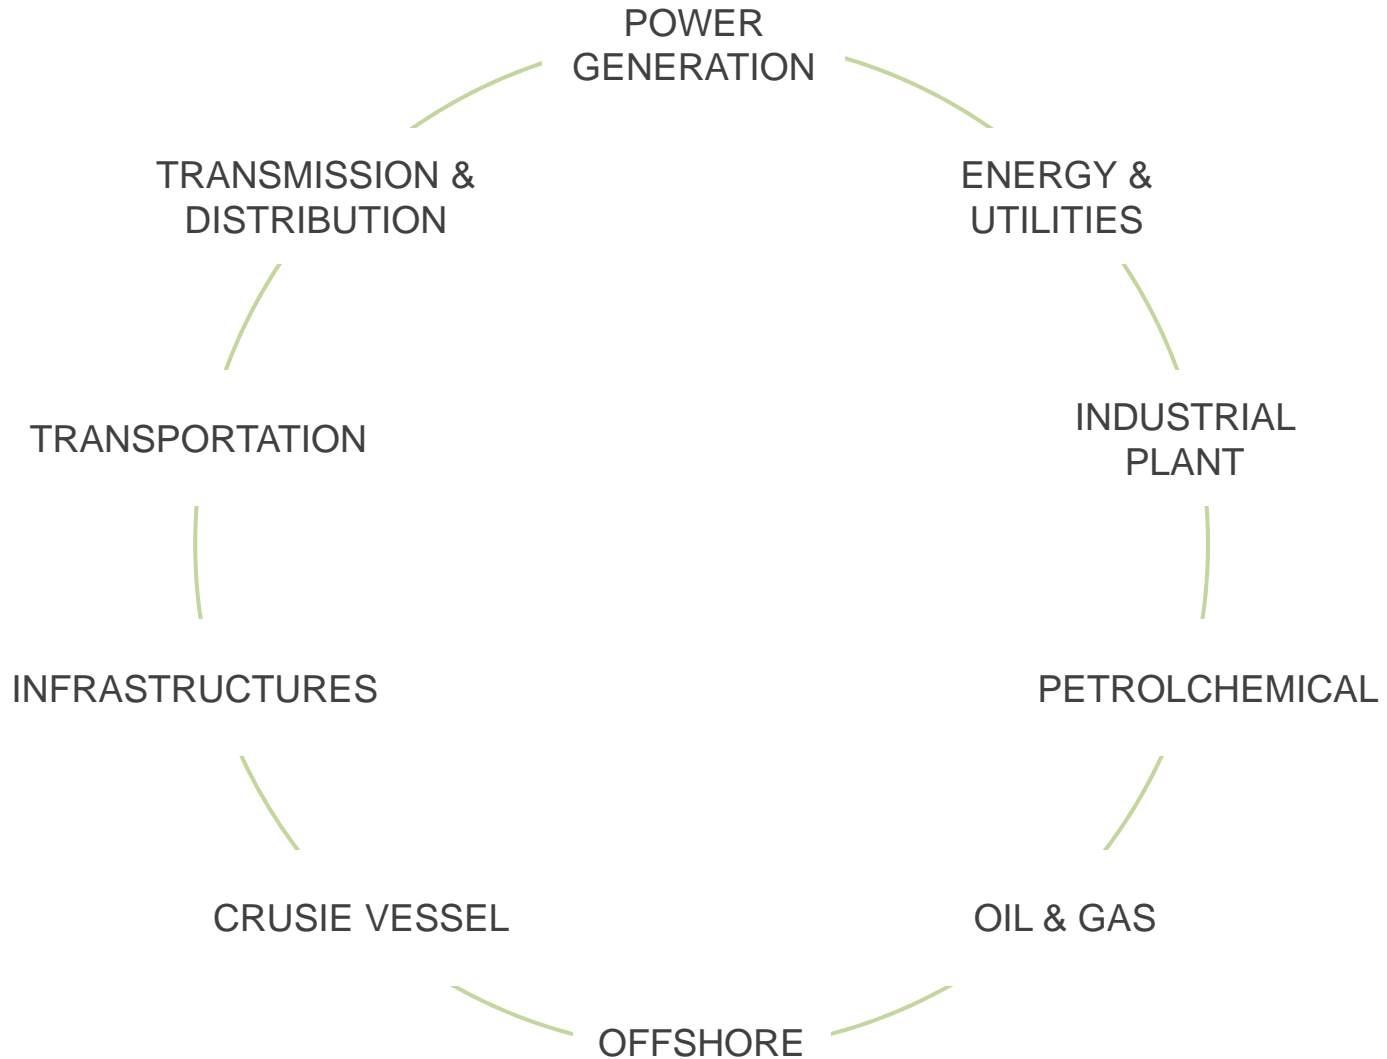 POWER
GENERATION
ENERGY &
UTILITIES
INDUSTRIAL
PLANT
PETROLCHEMICAL
OIL & GAS
OFFSHORE
CRUSIE VESSEL
INFRASTRUCTURES
TRANSPORTATION
TRANSMISSION &
DISTRIBUTION